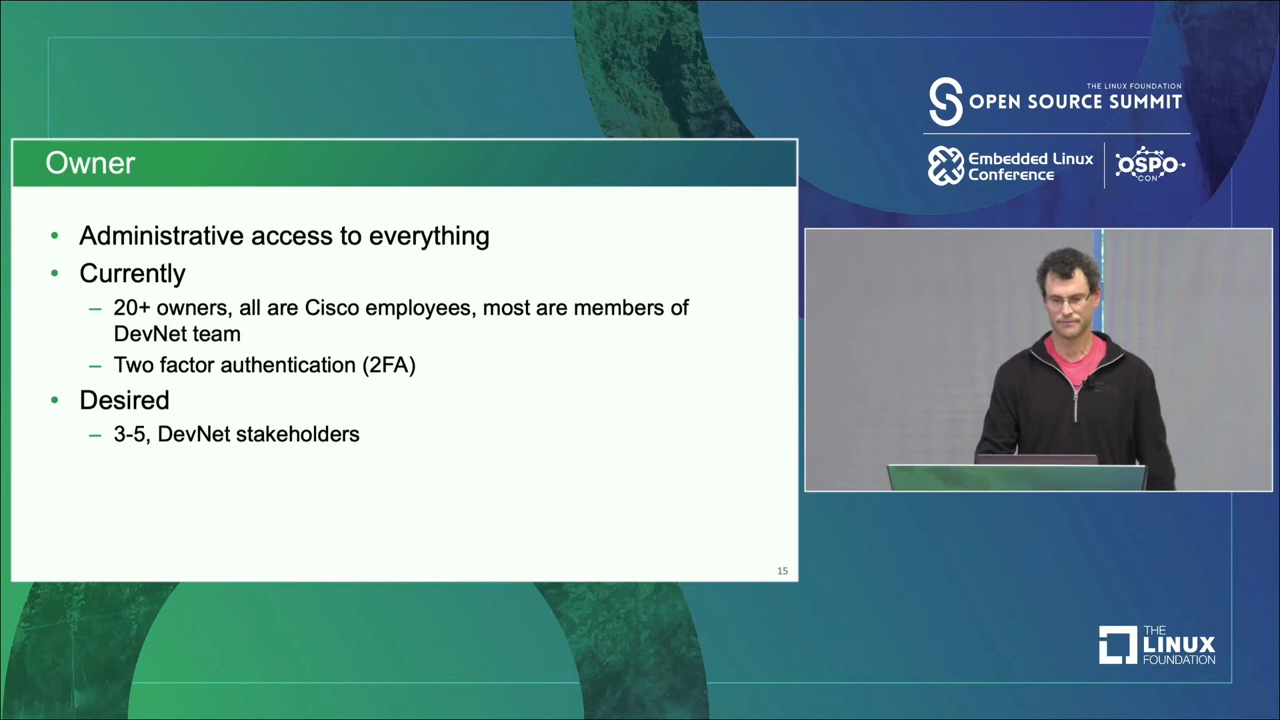 THE LINUX FOUNDATION
OPEN SOURCE SUMMIT
Embedded Linux
Conference
OSPO
CON
Owner
• Administrative access to everything
• Currently
– 20+ owners, all are Cisco employees, most are members of
DevNet team
– Two factor authentication (2FA)
• Desired
– 3-5, DevNet stakeholders
15
THE
LINUX
FOUNDATION